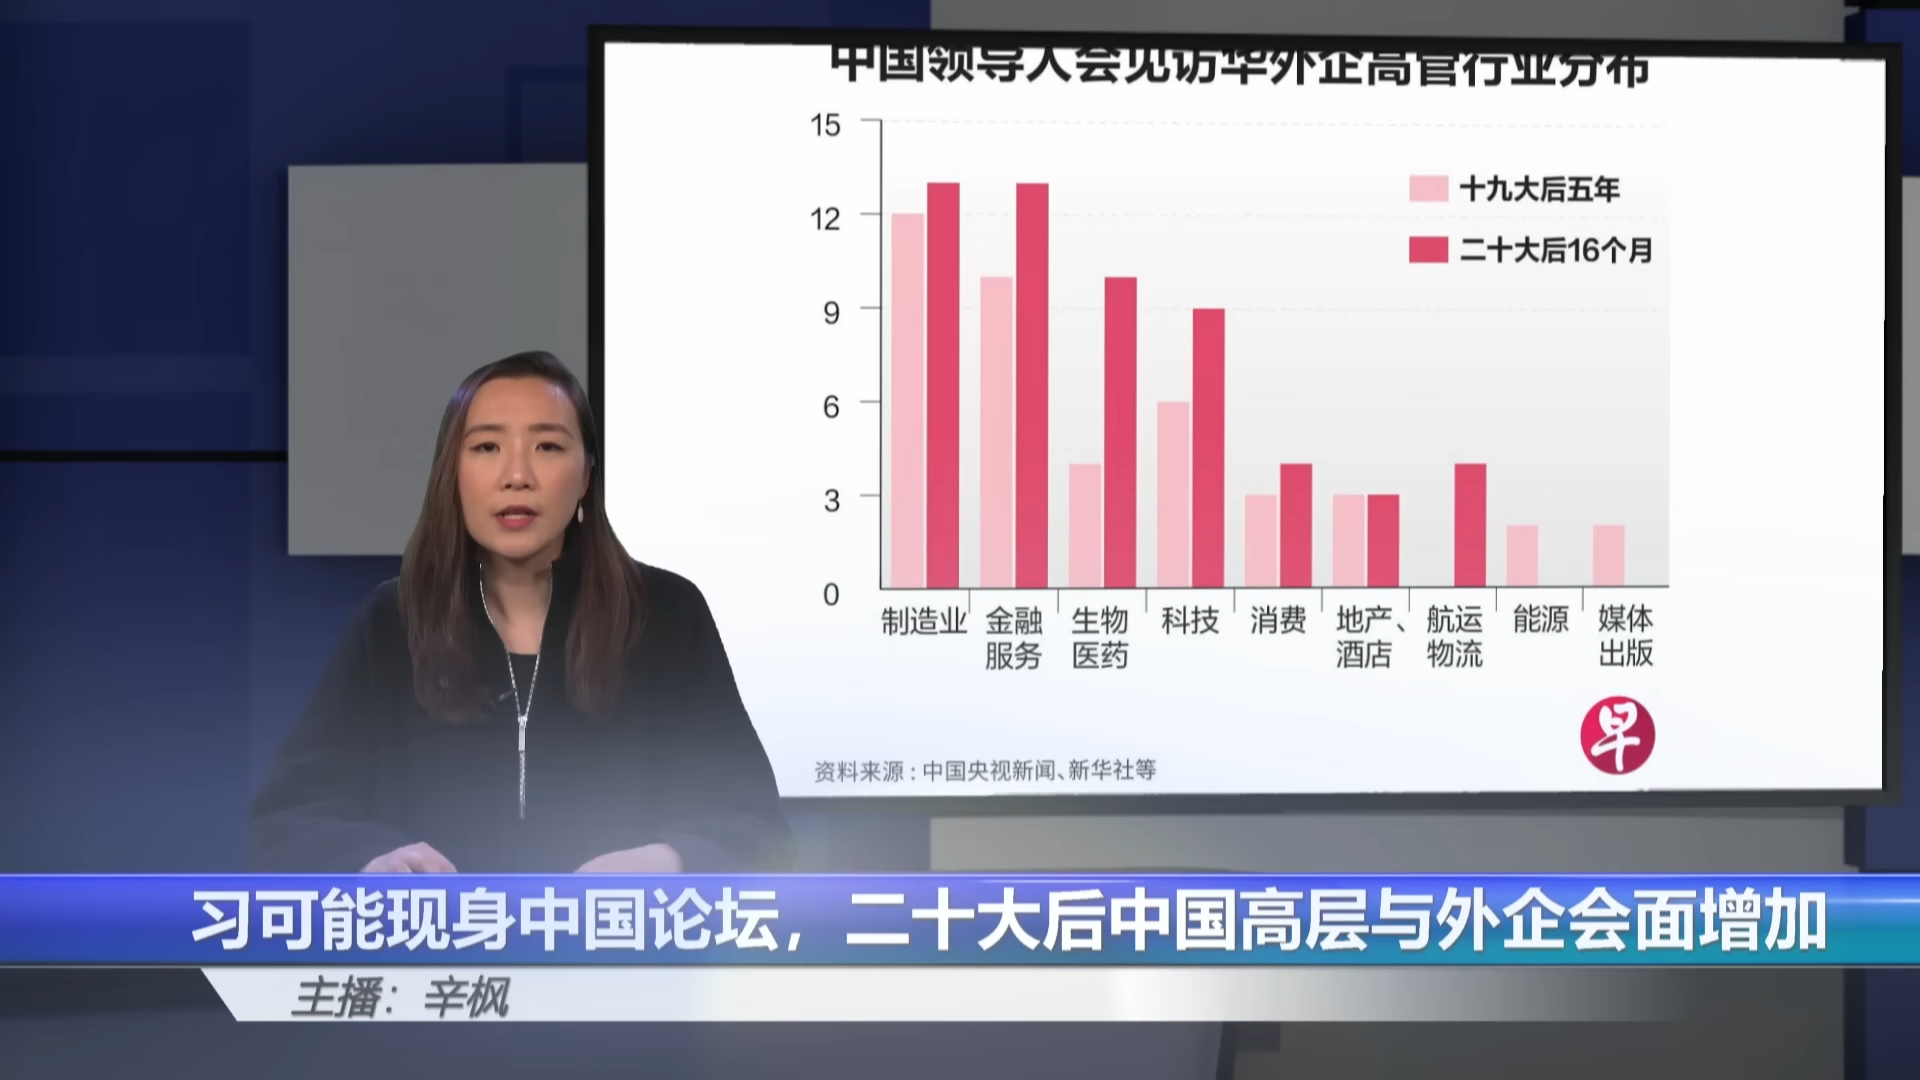 中国领导人会见访华外企高管行业分布
15
十九大后五年
12
二十大后16个月
9
6
3
0
制造业
金融
服务
生物
医药
科技
消费
地产、
酒店
航运
物流
能源
媒体
出版
早
资料来源：中国央视新闻、新华社等
习可能现身中国论坛，二十大后中国高层与外企会面增加
主播：辛枫